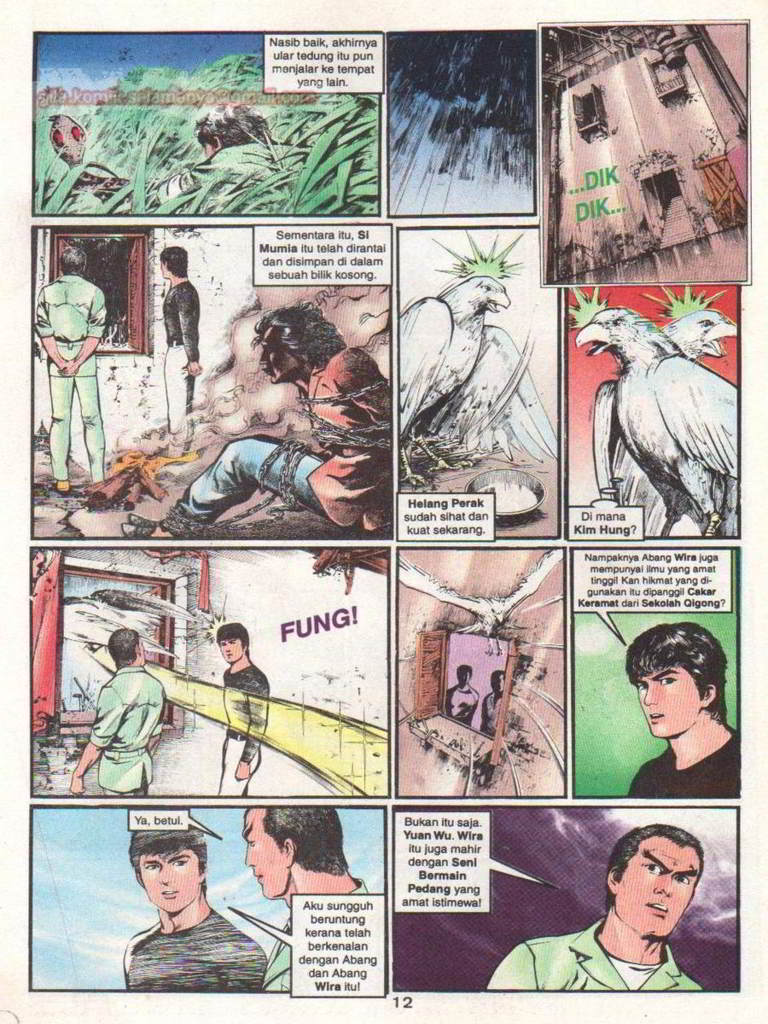 Nasib baik, akhirnya
ular tedung itu pun
menjalar ke tempat
yang lain.
...DIK
DIK...
Sementara itu, Si
Mumia itu telah dirantai
dan disimpan di dalam
sebuah bilik kosong.
Helang Perak
sudah sihat dan
kuat sekarang.
Di mana
Kim Hung?
FUNG!
Nampaknya Abang Wira juga
mempunyai ilmu yang amat
tinggi! Kan hikmat yang di-
gunakan itu dipanggil Cakar
Keramat dari Sekolah Qigong?
Ya, betul.
Aku sungguh
beruntung
kerana telah
berkenalan
dengan Abang
dan Abang
Wira itu!
Bukan itu saja.
Yuan Wu. Wira
itu juga mahir
dengan Seni
Bermain
Pedang yang
amat istimewa!
12